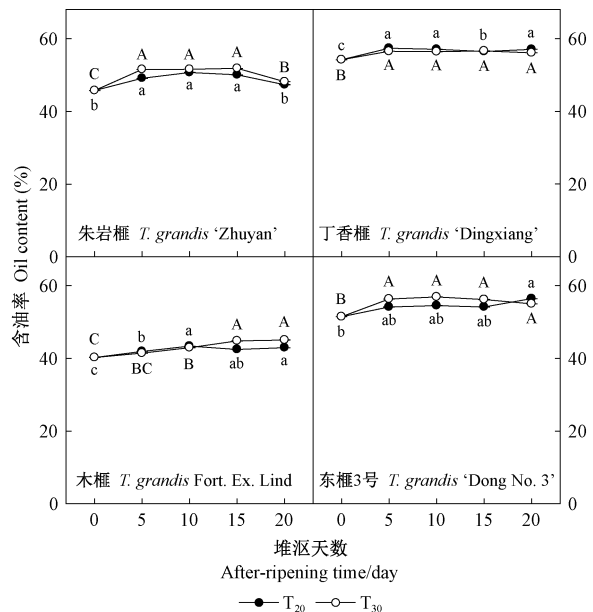 60
40
20
0
C A A A B
b a a a b
朱岩榧 T. grandis ‘Zhuyan’
c a a b a
B A A A A
丁香榧 T. grandis ‘Dingxiang’
60
40
20
0
含油率 Oil content (%)
60
40
20
0
C b a A A
c BC B ab a
木榧 T. grandis Fort. Ex. Lind
B A A A a
b ab ab ab A
东榧3号 T. grandis ‘Dong No. 3’
60
40
20
0
0 5 10 15 20
0 5 10 15 20
堆沤天数
After-ripening time/day
T20 T30